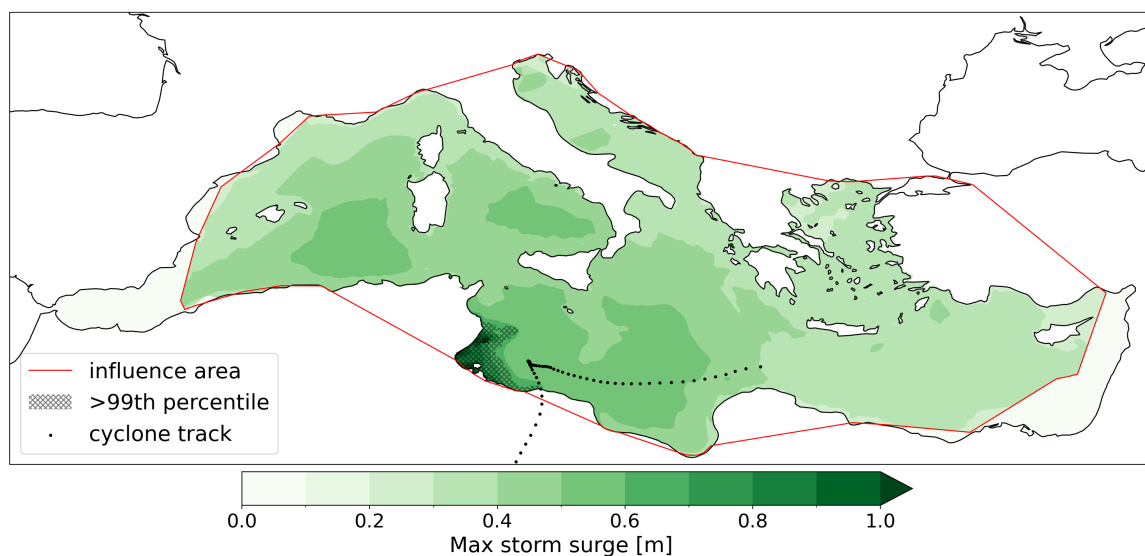 influence area
>99th percentile
cyclone track
0.0 0.2 0.4 0.6 0.8 1.0
Max storm surge [m]